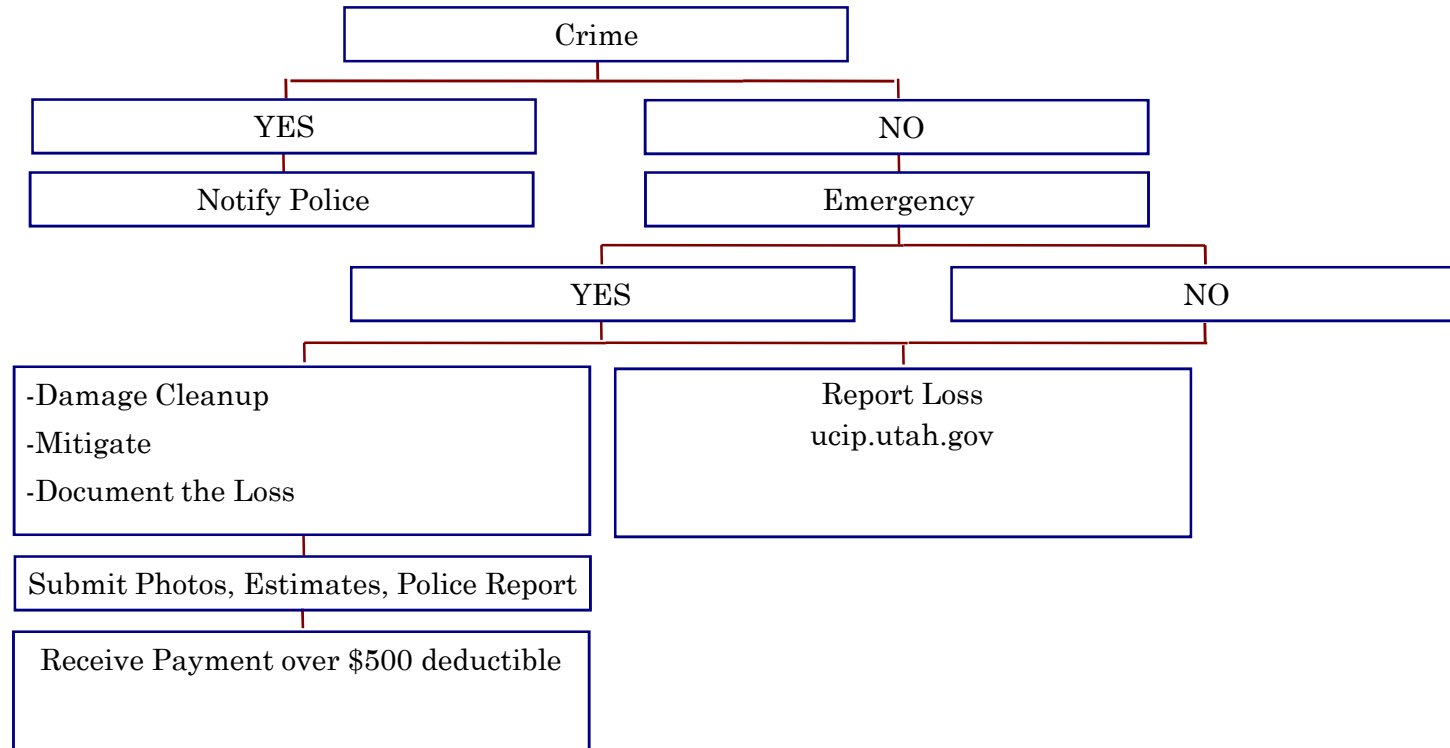 Crime
YES
NO
Notify Police
Emergency
YES
NO
-Damage Cleanup
-Mitigate
-Document the Loss
Report Loss
ucip.utah.gov
Submit Photos, Estimates, Police Report
Receive Payment over $500 deductible